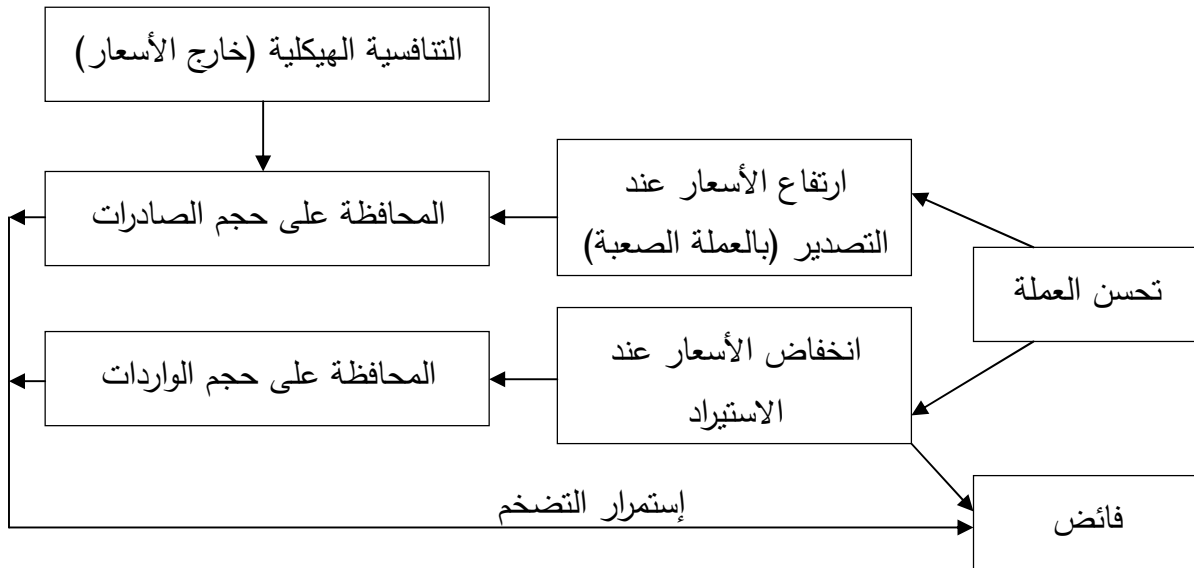 التنافسية الهيكلية (خارج الأسعار)
ارتفاع الأسعار عند
التصدير (بالعملة الصعبة)
المحافظة على حجم الصادرات
تحسن العملة
انخفاض الأسعار عند
الاستيراد
المحافظة على حجم الواردات
إستمرار التضخم
فائض